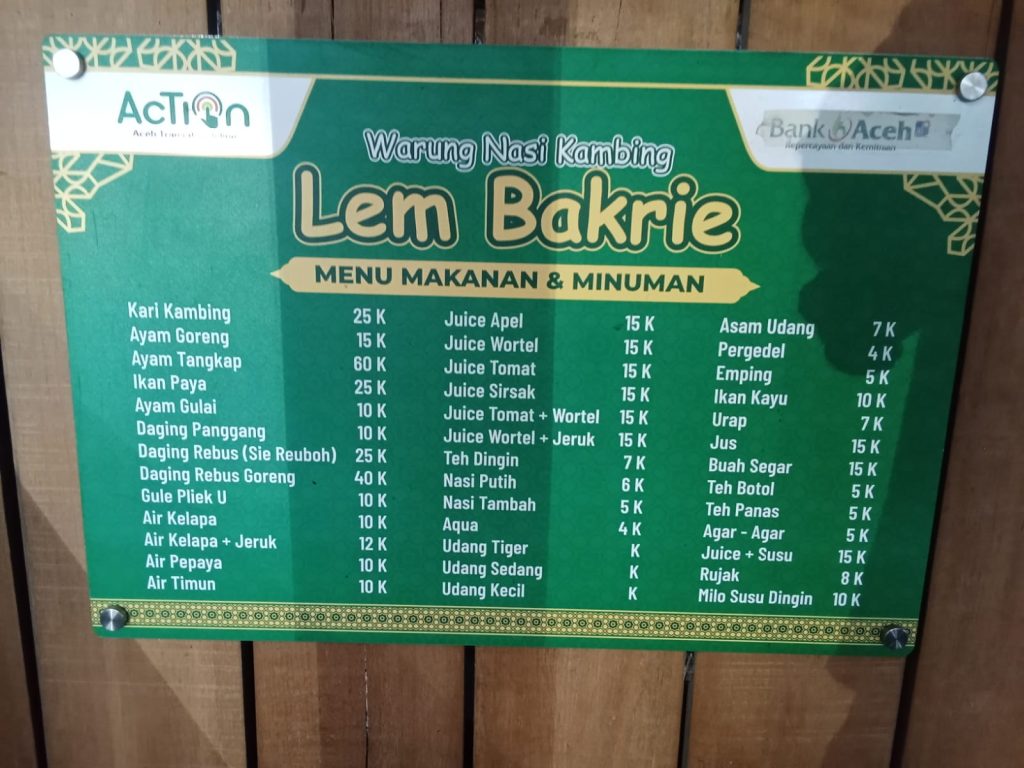 AcTIOn
Aceh
Bank Aceh
Kepercayaan dan Kemitraan
Warung Nasi Kambing
Lem Bakrie
MENU MAKANAN & MINUMAN
Kari Kambing 25 K
Ayam Goreng 15 K
Ayam Tangkap 60 K
Ikan Paya 25 K
Ayam Gulai 10 K
Daging Panggang 10 K
Daging Rebus (Sie Reuboh) 25 K
Daging Rebus Goreng 40 K
Gule Pliek U 10 K
Air Kelapa 10 K
Air Kelapa + Jeruk 12 K
Air Pepaya 10 K
Air Timun 10 K
Juice Apel 15 K
Juice Wortel 15 K
Juice Tomat 15 K
Juice Sirsak 15 K
Juice Tomat + Wortel 15 K
Juice Wortel + Jeruk 15 K
Teh Dingin 7 K
Nasi Putih 6 K
Nasi Tambah 5 K
Aqua 4 K
Udang Tiger K
Udang Sedang K
Udang Kecil K
Asam Udang 7 K
Pergedel 4 K
Emping 5 K
Ikan Kayu 10 K
Urap 7 K
Jus 15 K
Buah Segar 15 K
Teh Botol 5 K
Teh Panas 5 K
Agar - Agar 5 K
Juice + Susu 15 K
Rujak 8 K
Milo Susu Dingin 10 K